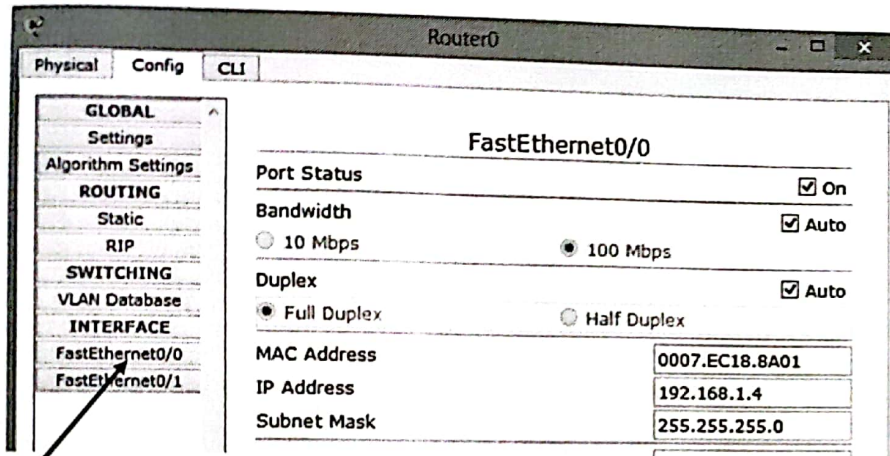 Router0
Physical Config CLI
GLOBAL
Settings
Algorithm Settings
ROUTING
Static
RIP
SWITCHING
VLAN Database
INTERFACE
FastEthernet0/0
FastEthernet0/1
FastEthernet0/0
Port Status On
Bandwidth Auto
10 Mbps 100 Mbps
Duplex Auto
Full Duplex Half Duplex
MAC Address 0007.EC18.8A01
IP Address 192.168.1.4
Subnet Mask 255.255.255.0